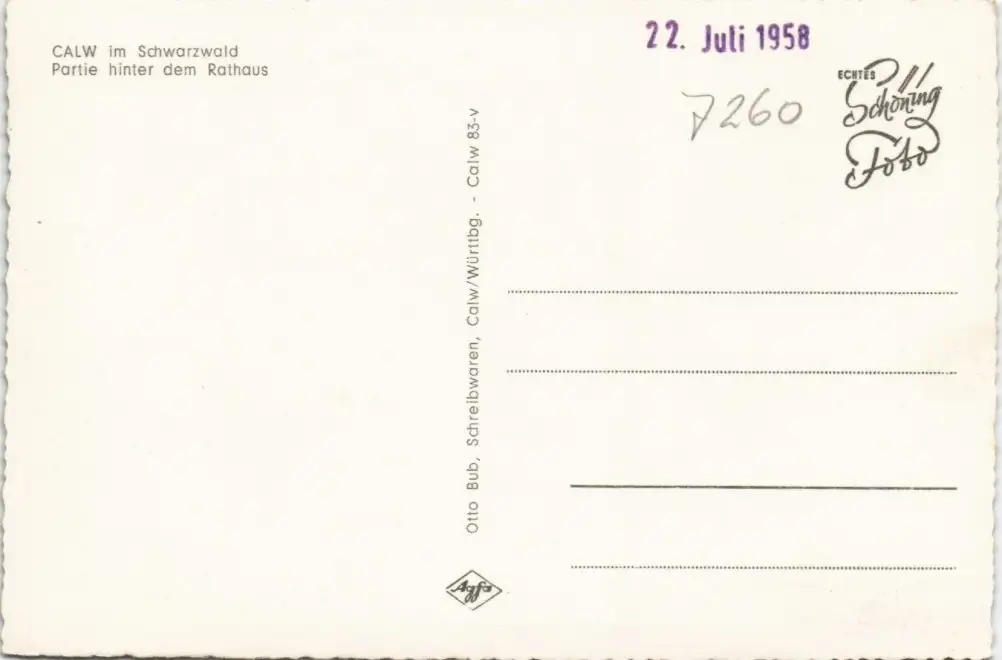 CALW im Schwarzwald
Partie hinter dem Rathaus
22. Juli 1958
7260
ECHTES
Schöning
Foto
Otto Bub, Schreibwaren, Calw/Württbg. - Calw 83-v
Agfa